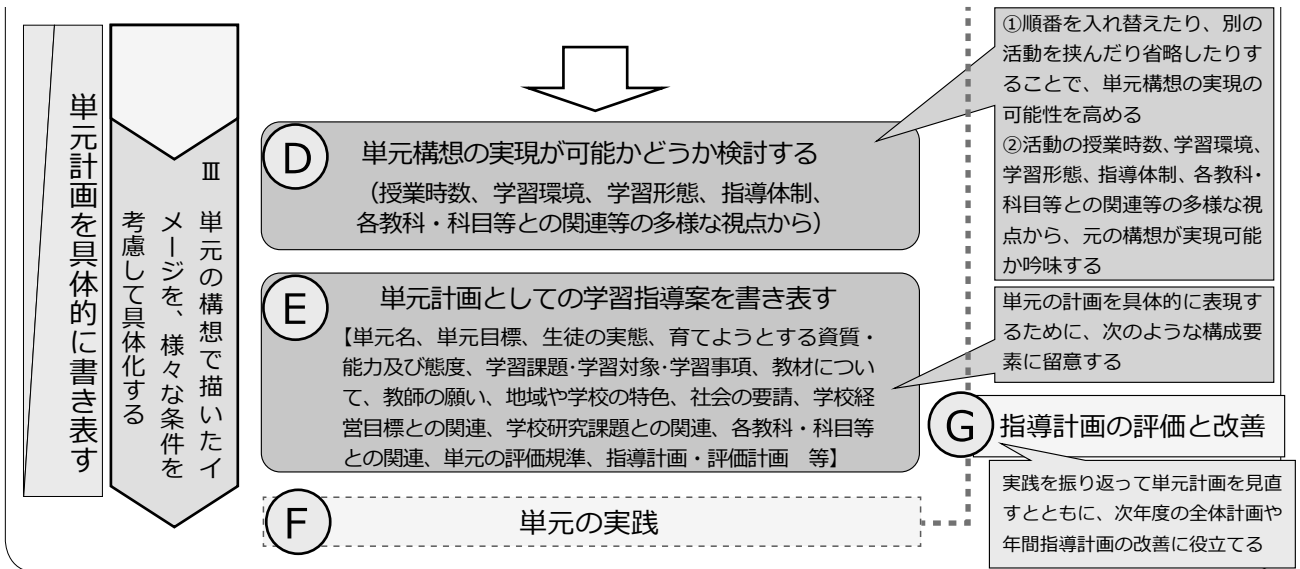 単元計画を具体的に書き表す
Ⅲ 単元の構想で描いたイ
メージを、様々な条件を
考慮して具体化する
D
単元構想の実現が可能かどうか検討する
（授業時数、学習環境、学習形態、指導体制、
各教科・科目等との関連等の多様な視点から）
①順番を入れ替えたり、別の
活動を挟んだり省略したりす
ることで、単元構想の実現の
可能性を高める
②活動の授業時数、学習環境、
学習形態、指導体制、各教科・
科目等との関連等の多様な視
点から、元の構想が実現可能
か吟味する
E
単元計画としての学習指導案を書き表す
【単元名、単元目標、生徒の実態、育てようとする資質・
能力及び態度、学習課題・学習対象・学習事項、教材につい
て、教師の願い、地域や学校の特色、社会の要請、学校経
営目標との関連、学校研究課題との関連、各教科・科目等
との関連、単元の評価規準、指導計画・評価計画　等】
単元の計画を具体的に表現す
るために、次のような構成要
素に留意する
F
単元の実践
G
指導計画の評価と改善
実践を振り返って単元計画を見直
すとともに、次年度の全体計画や
年間指導計画の改善に役立てる